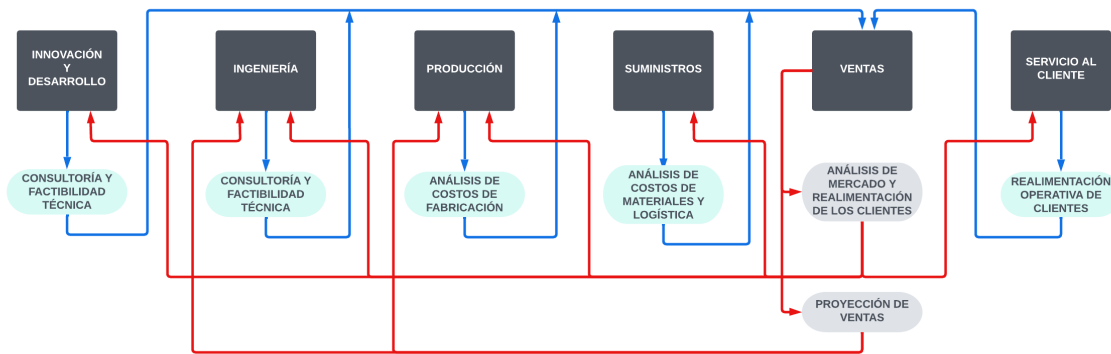 INNOVACIÓN
Y
DESARROLLO
INGENIERÍA
PRODUCCIÓN
SUMINISTROS
VENTAS
SERVICIO AL
CLIENTE
CONSULTORÍA Y
FACTIBILIDAD
TÉCNICA
CONSULTORÍA Y
FACTIBILIDAD
TÉCNICA
ANÁLISIS DE
COSTOS DE
FABRICACIÓN
ANÁLISIS DE
COSTOS DE
MATERIALES Y
LOGÍSTICA
ANÁLISIS DE
MERCADO Y
REALIMENTACIÓN
DE LOS CLIENTES
REALIMENTACIÓN
OPERATIVA DE
CLIENTES
PROYECCIÓN DE
VENTAS